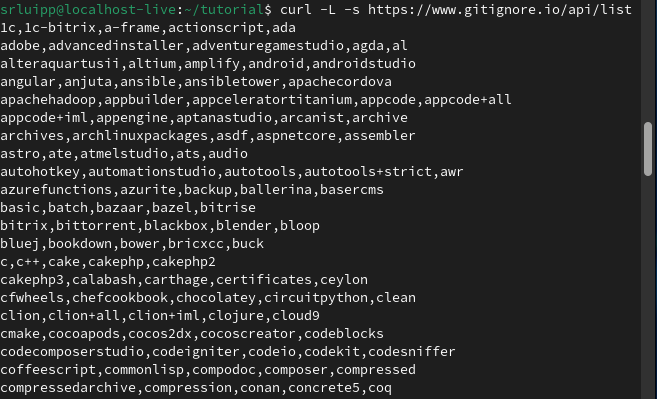 srluipp@localhost-live:~/tutorial$ curl -L -s https://www.gitignore.io/api/list
1c,1c-bitrix,a-frame,actionscript,ada
adobe,advancedinstaller,adventuregamestudio,agda,al
alteraquartusii,altium,amplify,android,androidstudio
angular,anjuta,ansible,ansibletower,apachecordova
apachehadoop,appbuilder,appceleratortitanium,appcode,appcode+all
appcode+iml,appengine,aptanastudio,arcanist,archive
archives,archlinuxpackages,asdf,aspnetcore,assembler
astro,ate,atmelstudio,ats,audio
autohotkey,automationstudio,autotools,autotools+strict,awr
azurefunctions,azurite,backup,ballerina,basercms
basic,batch,bazaar,bazel,bitrise
bitrix,bittorrent,blackbox,blender,bloop
bluej,bookdown,bower,bricxcc,buck
c,c++,cake,cakephp,cakephp2
cakephp3,calabash,carthage,certificates,ceylon
cfwheels,chefcookbook,chocolatey,circuitpython,clean
clion,clion+all,clion+iml,clojure,cloud9
cmake,cocoapods,cocos2dx,cocoscreator,codeblocks
codecomposerstudio,codeigniter,codeio,codekit,codesniffer
coffeescript,commonlisp,compodoc,composer,compressed
compressedarchive,compression,conan,concrete5,coq